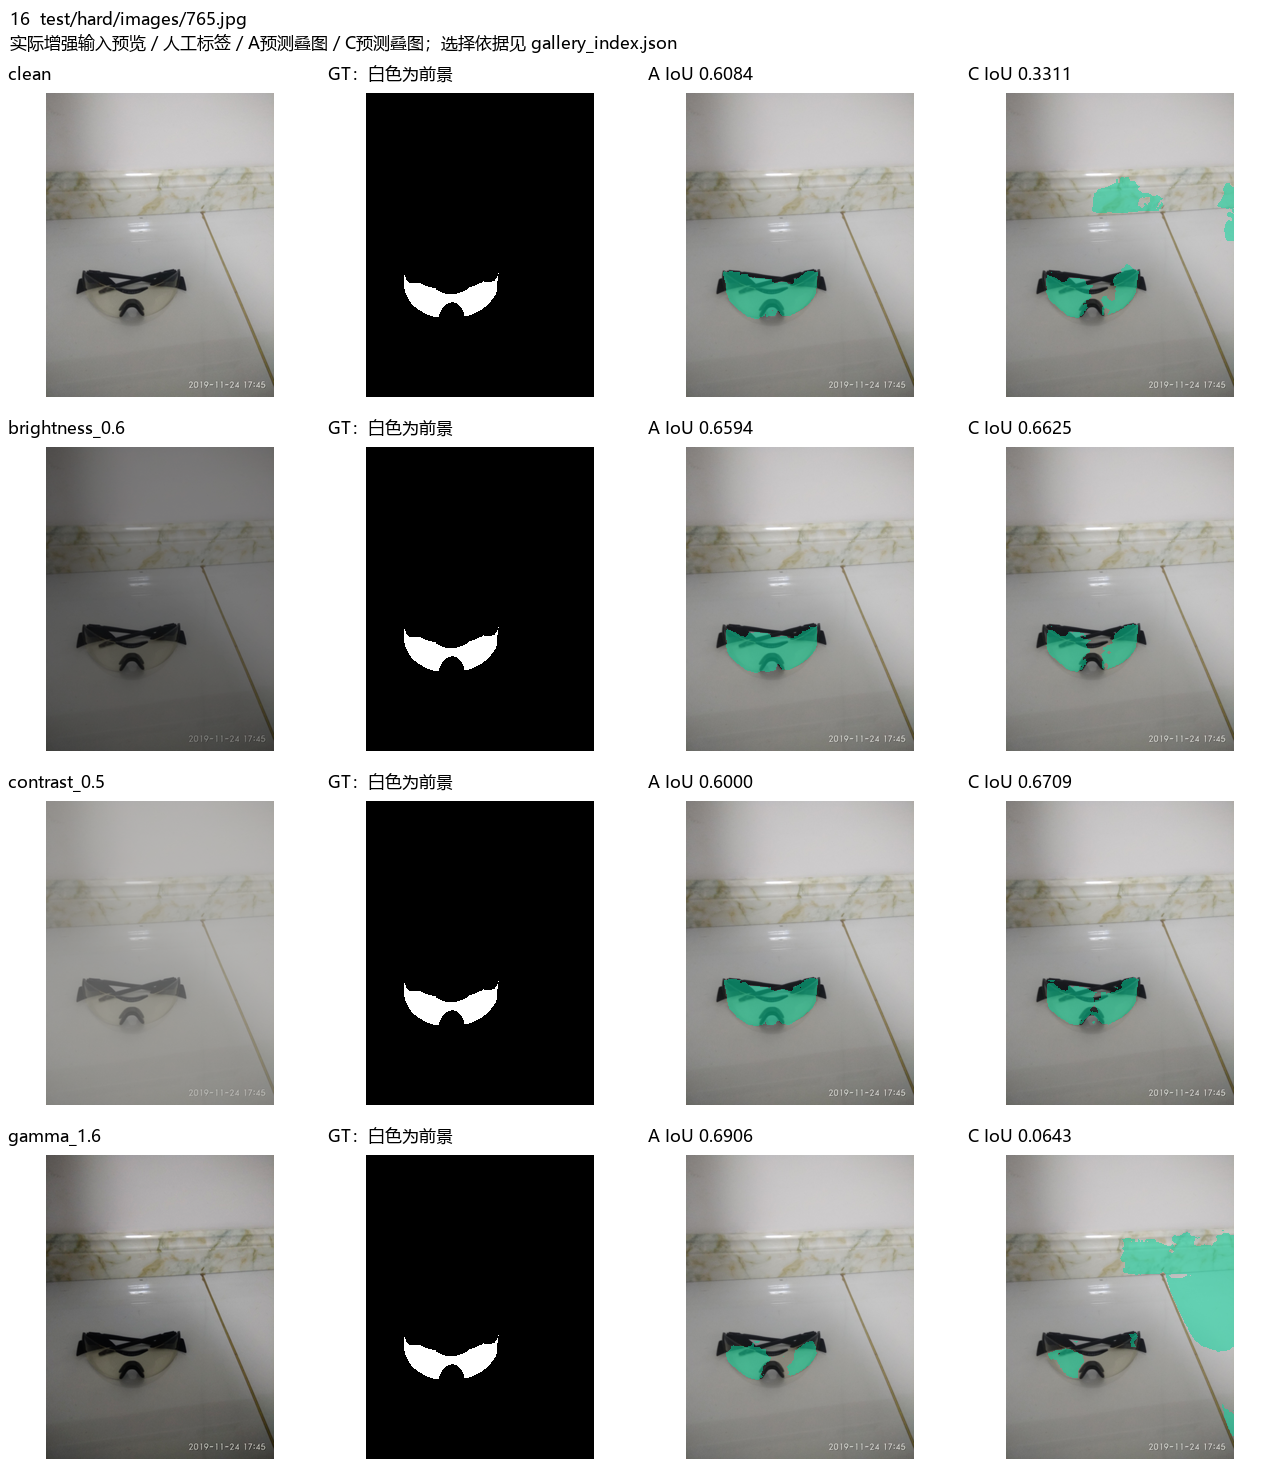 16  test/hard/images/765.jpg
实际增强输入预览 / 人工标签 / A预测叠图 / C预测叠图；选择依据见 gallery_index.json
clean GT：白色为前景 A IoU 0.6084 C IoU 0.3311
2019-11-24 17:45 2019-11-24 17:45 2019-11-24 17:45
brightness_0.6 GT：白色为前景 A IoU 0.6594 C IoU 0.6625
2019-11-24 17:45 2019-11-24 17:45 2019-11-24 17:45
contrast_0.5 GT：白色为前景 A IoU 0.6000 C IoU 0.6709
2019-11-24 17:45 2019-11-24 17:45 2019-11-24 17:45
gamma_1.6 GT：白色为前景 A IoU 0.6906 C IoU 0.0643
2019-11-24 17:45 2019-11-24 17:45 2019-11-24 17:45